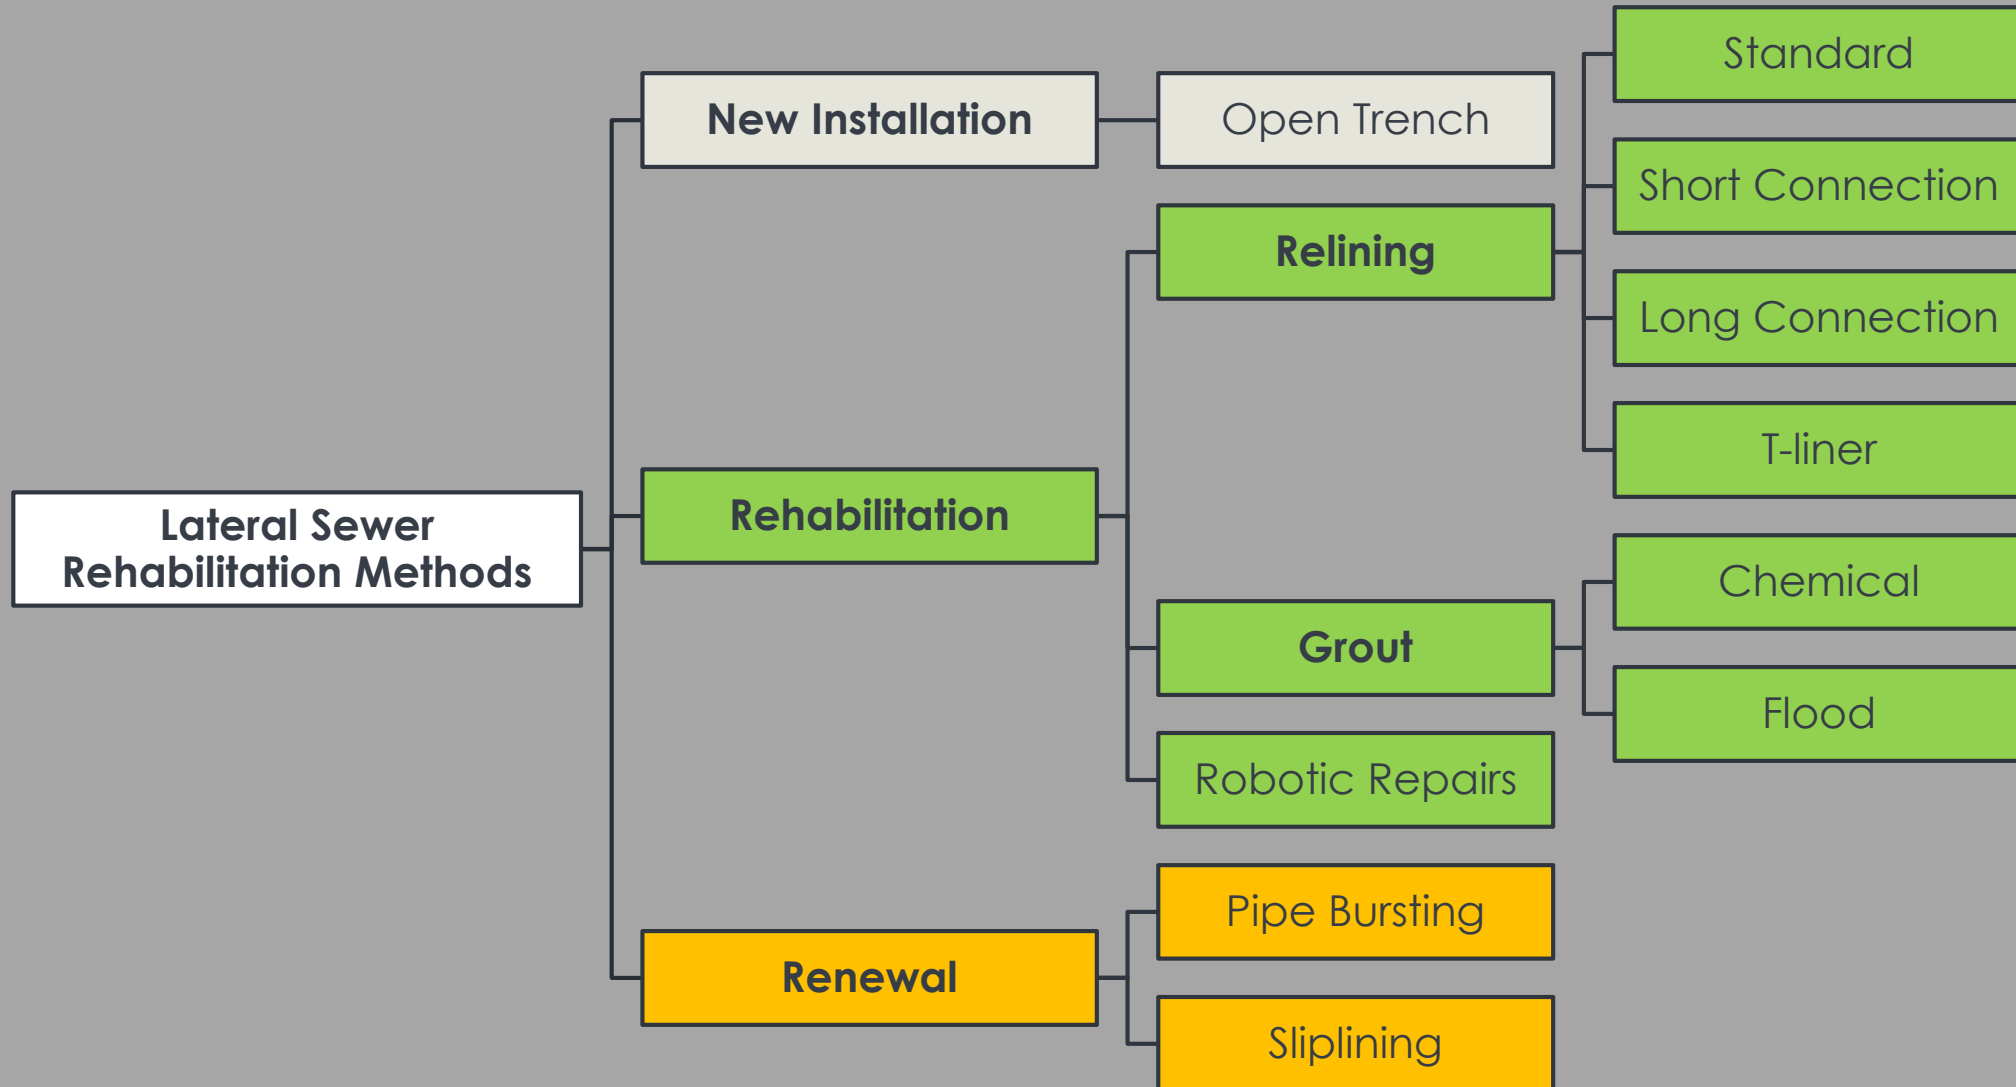 Lateral Sewer
Rehabilitation Methods
New Installation
Open Trench
Rehabilitation
Relining
Standard
Short Connection
Long Connection
T-liner
Grout
Chemical
Flood
Robotic Repairs
Renewal
Pipe Bursting
Sliplining